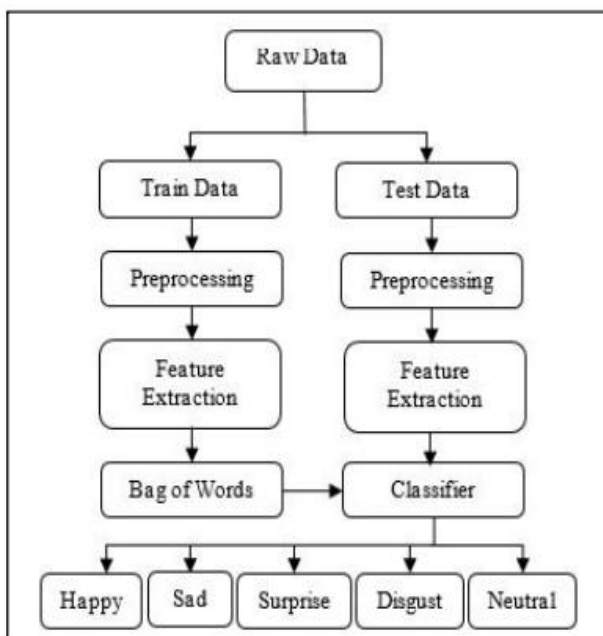 Raw Data
Train Data
Test Data
Preprocessing
Preprocessing
Feature
Extraction
Feature
Extraction
Bag of Words
Classifier
Happy
Sad
Surprise
Disgust
Neutral